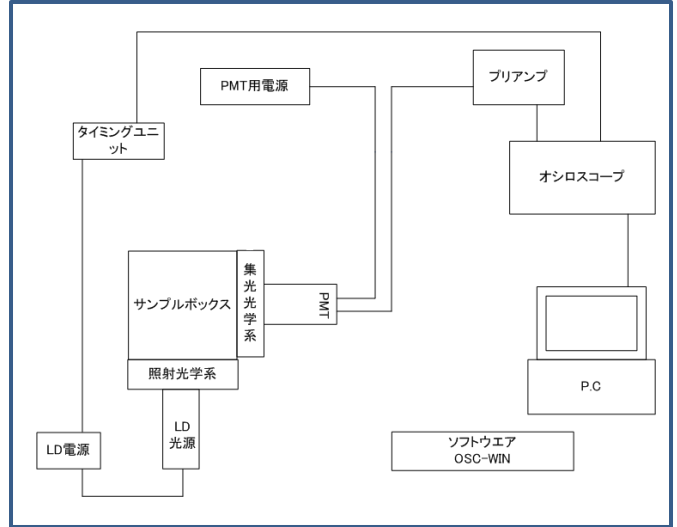 PMT用電源
プリアンプ
タイミングユニ
ット
オシロスコープ
サンプルボックス
集光光学系
PMT
照射光学系
LD
光源
P.C
LD電源
ソフトウエア
OSC-WIN